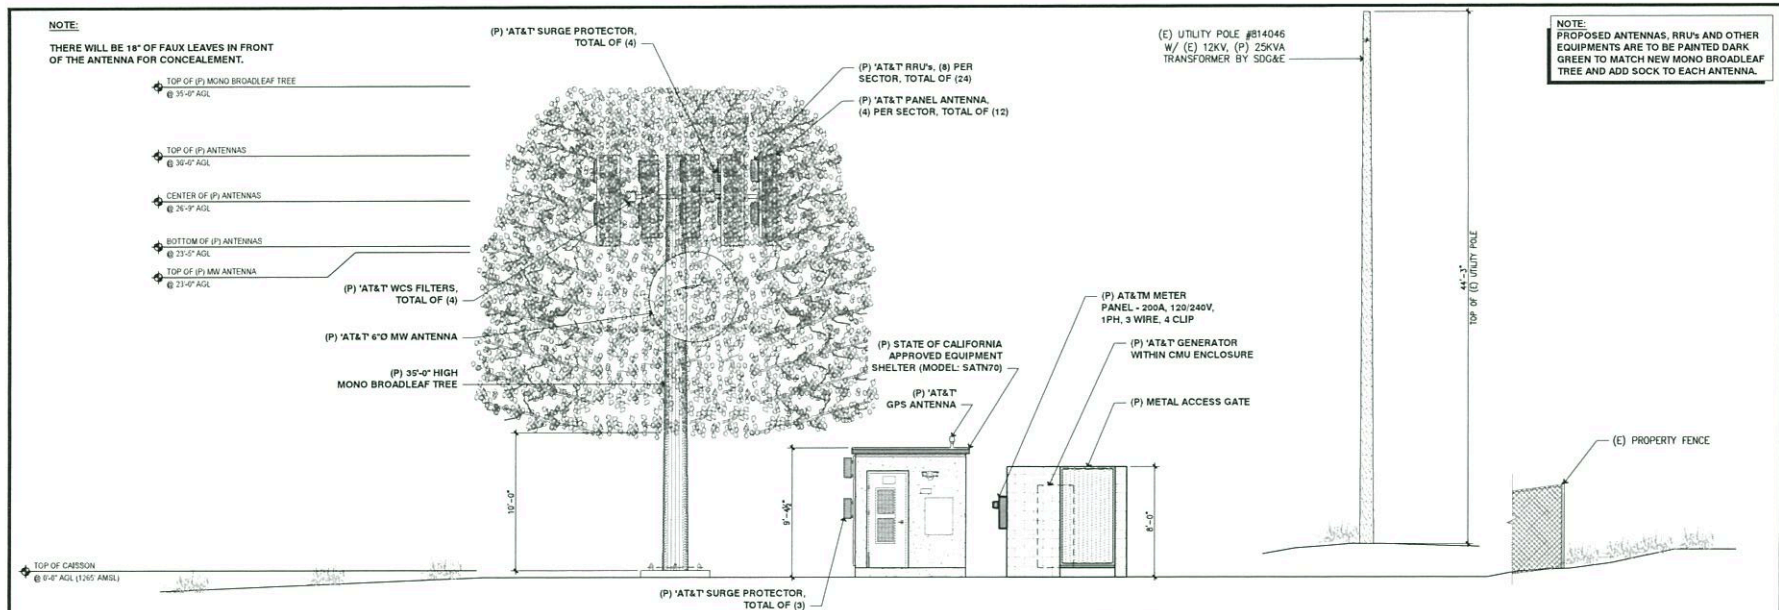 NOTE:
THERE WILL BE 18" OF FAUX LEAVES IN FRONT
OF THE ANTENNA FOR CONCEALEMENT.
TOP OF (P) MONO BROADLEAF TREE
@ 35'-0" AGL
TOP OF (P) ANTENNAS
@ 30'-0" AGL
CENTER OF (P) ANTENNAS
@ 26'-9" AGL
BOTTOM OF (P) ANTENNAS
@ 23'-5" AGL
TOP OF (P) MW ANTENNA
@ 23'-0" AGL
TOP OF CAISSON
@ 0'-0" AGL (1265' AMSL)
(P) 'AT&T' SURGE PROTECTOR,
TOTAL OF (4)
(P) 'AT&T' RRU's, (8) PER
SECTOR, TOTAL OF (24)
(P) 'AT&T' PANEL ANTENNA,
(4) PER SECTOR, TOTAL OF (12)
(P) 'AT&T' WCS FILTERS,
TOTAL OF (4)
(P) 'AT&T' 6"Ø MW ANTENNA
(P) 35'-0" HIGH
MONO BROADLEAF TREE
10'-0"
(P) STATE OF CALIFORNIA
APPROVED EQUIPMENT
SHELTER (MODEL: SATN70)
(P) 'AT&T'
GPS ANTENNA
9'-4½"
(P) 'AT&T' SURGE PROTECTOR,
TOTAL OF (3)
(P) AT&TM METER
PANEL - 200A, 120/240V,
1PH, 3 WIRE, 4 CLIP
(P) 'AT&T' GENERATOR
WITHIN CMU ENCLOSURE
(P) METAL ACCESS GATE
8'-0"
(E) UTILITY POLE #814046
W/ (E) 12KV, (P) 25KVA
TRANSFORMER BY SDG&E
44'-3"
TOP OF (E) UTILITY POLE
(E) PROPERTY FENCE
NOTE:
PROPOSED ANTENNAS, RRU's AND OTHER
EQUIPMENTS ARE TO BE PAINTED DARK
GREEN TO MATCH NEW MONO BROADLEAF
TREE AND ADD SOCK TO EACH ANTENNA.